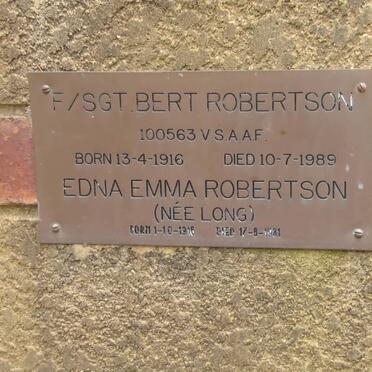 F/SGT. BERT ROBERTSON
100563 V S.A.A.F.
BORN 13-4-1916 DIED 10-7-1989
EDNA EMMA ROBERTSON
(NÉE LONG)
BORN DIED